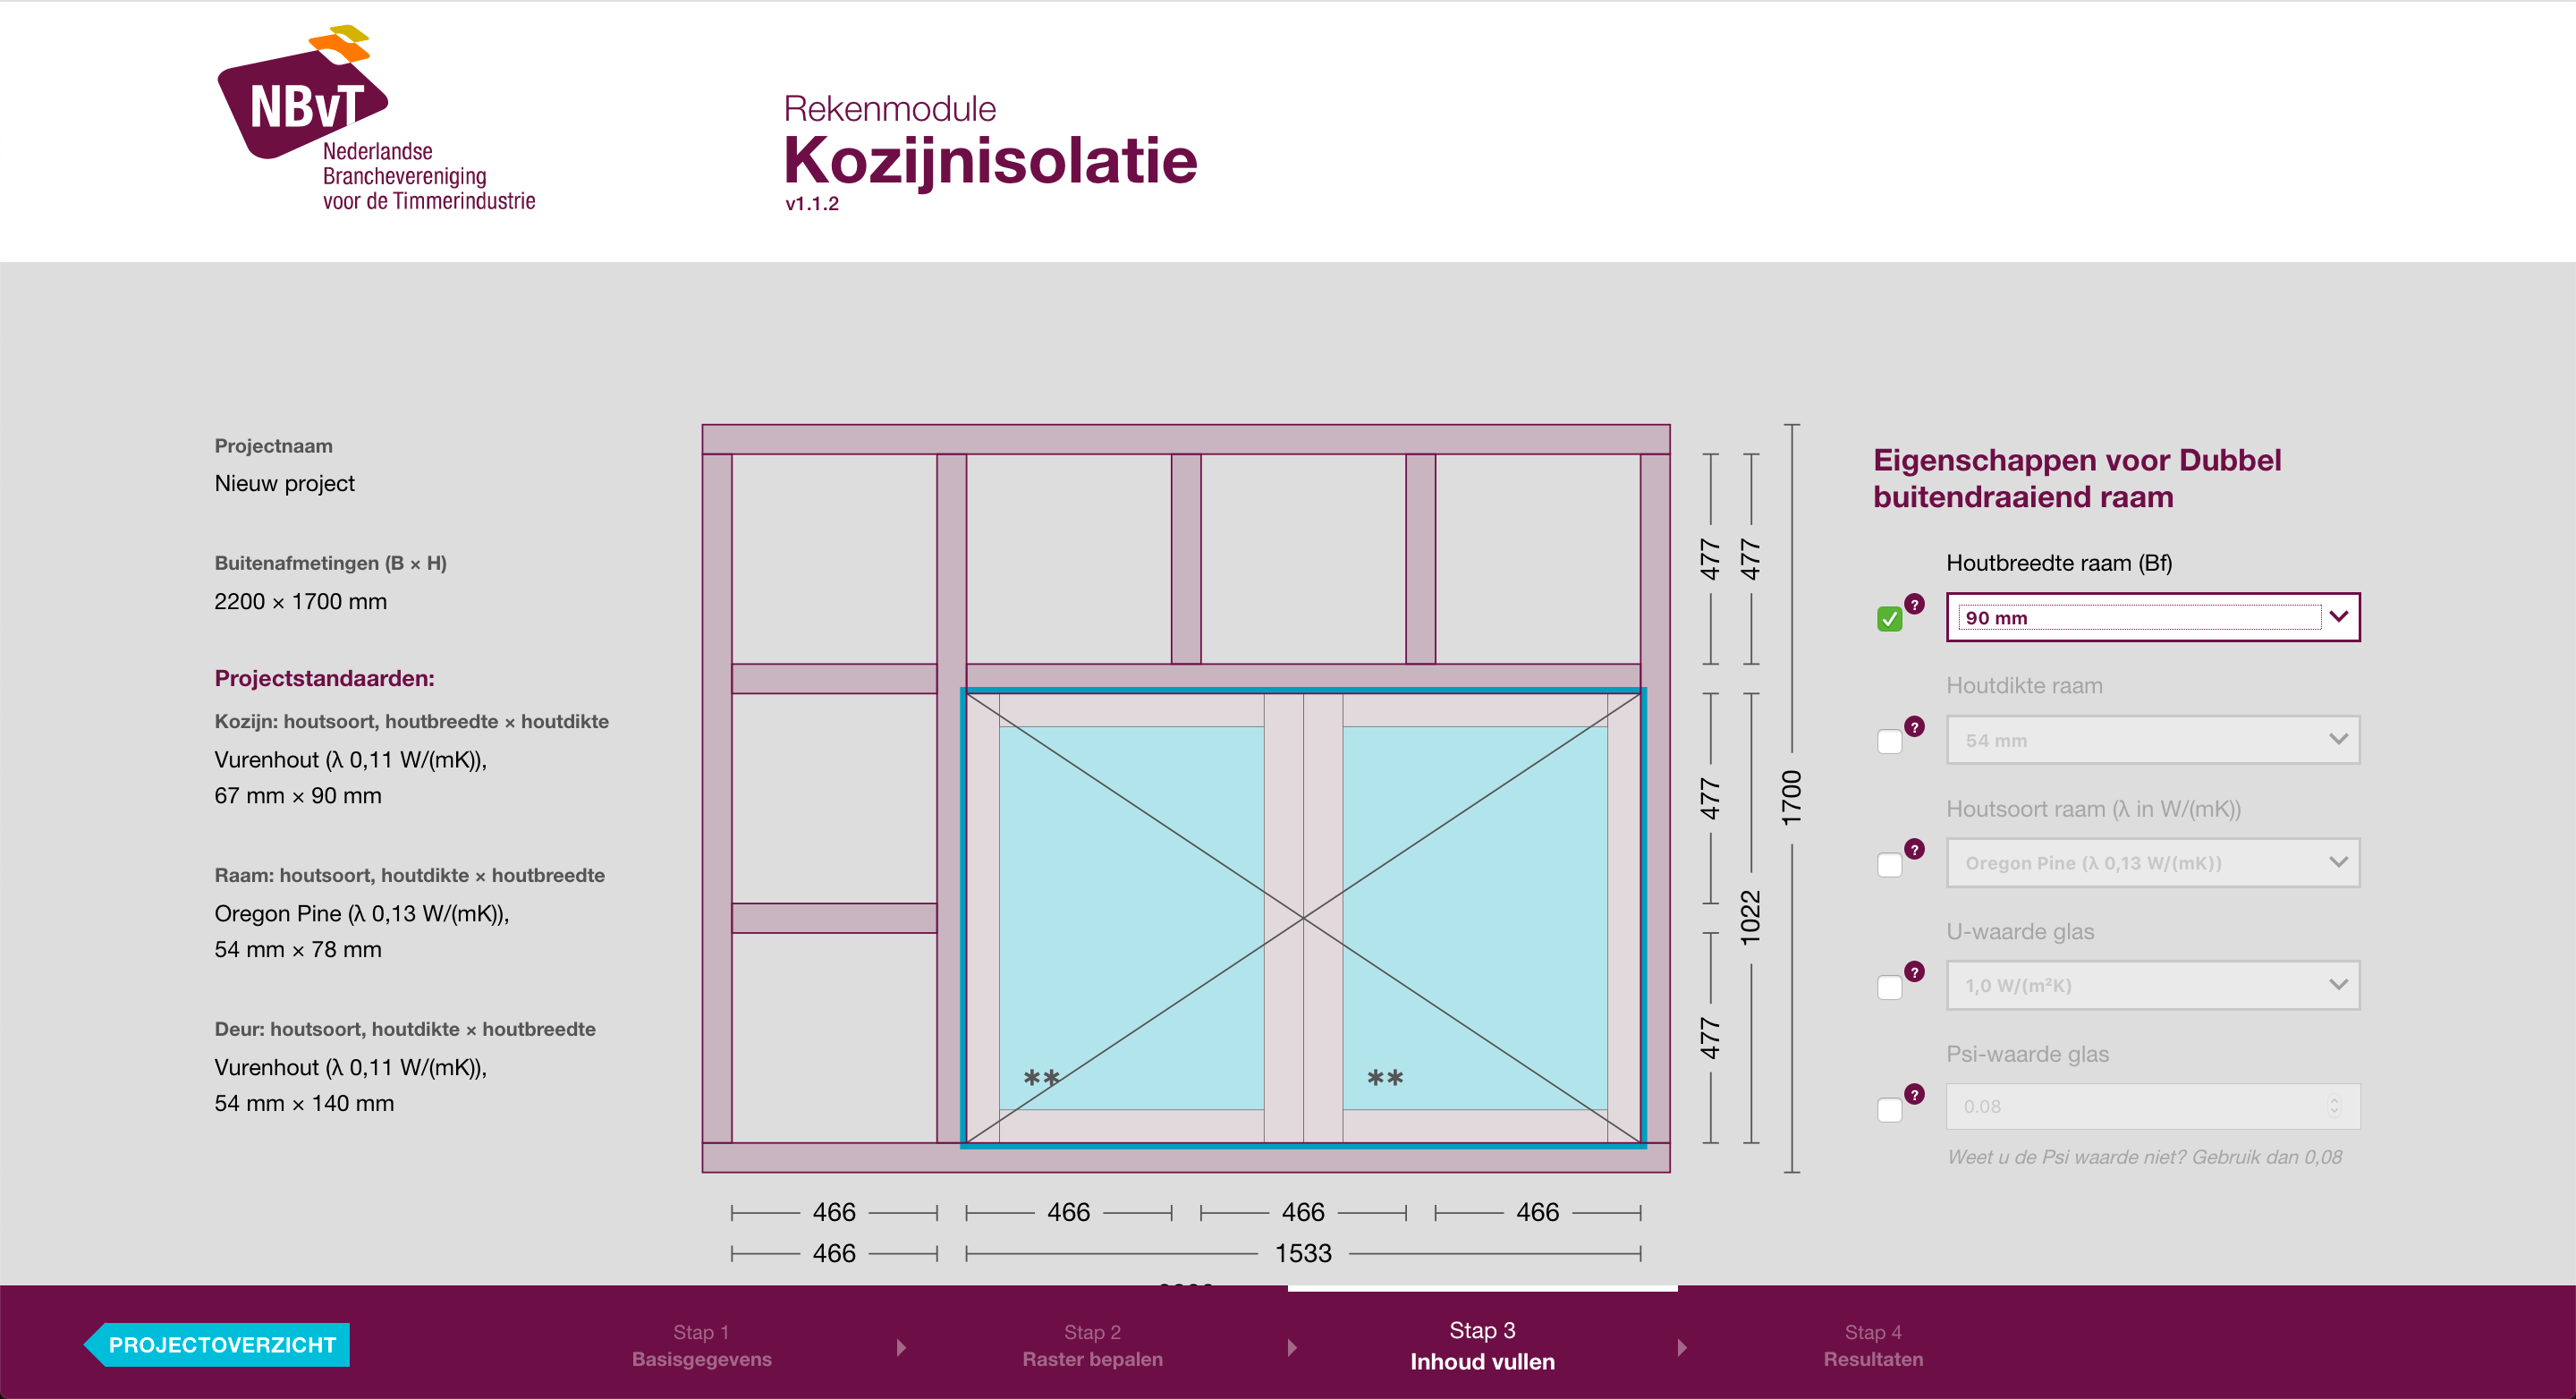 NBvT
Nederlandse
Branchevereniging
voor de Timmerindustrie
Rekenmodule
Kozijnisolatie
v1.1.2
Projectnaam
Nieuw project
Buitenafmetingen (B × H)
2200 × 1700 mm
Projectstandaarden:
Kozijn: houtsoort, houtbreedte × houtdikte
Vurenhout (λ 0,11 W/(mK)),
67 mm × 90 mm
Raam: houtsoort, houtdikte × houtbreedte
Oregon Pine (λ 0,13 W/(mK)),
54 mm × 78 mm
Deur: houtsoort, houtdikte × houtbreedte
Vurenhout (λ 0,11 W/(mK)),
54 mm × 140 mm
**
**
477
477
477
477
1022
1700
466
466
466
466
466
1533
Eigenschappen voor Dubbel
buitendraaiend raam
Houtbreedte raam (Bf)
?
90 mm
Houtdikte raam
?
54 mm
Houtsoort raam (λ in W/(mK))
?
Oregon Pine (λ 0,13 W/(mK))
U-waarde glas
?
1,0 W/(m²K)
Psi-waarde glas
?
0.08
Weet u de Psi waarde niet? Gebruik dan 0,08
PROJECTOVERZICHT
Stap 1
Basisgegevens
Stap 2
Raster bepalen
Stap 3
Inhoud vullen
Stap 4
Resultaten